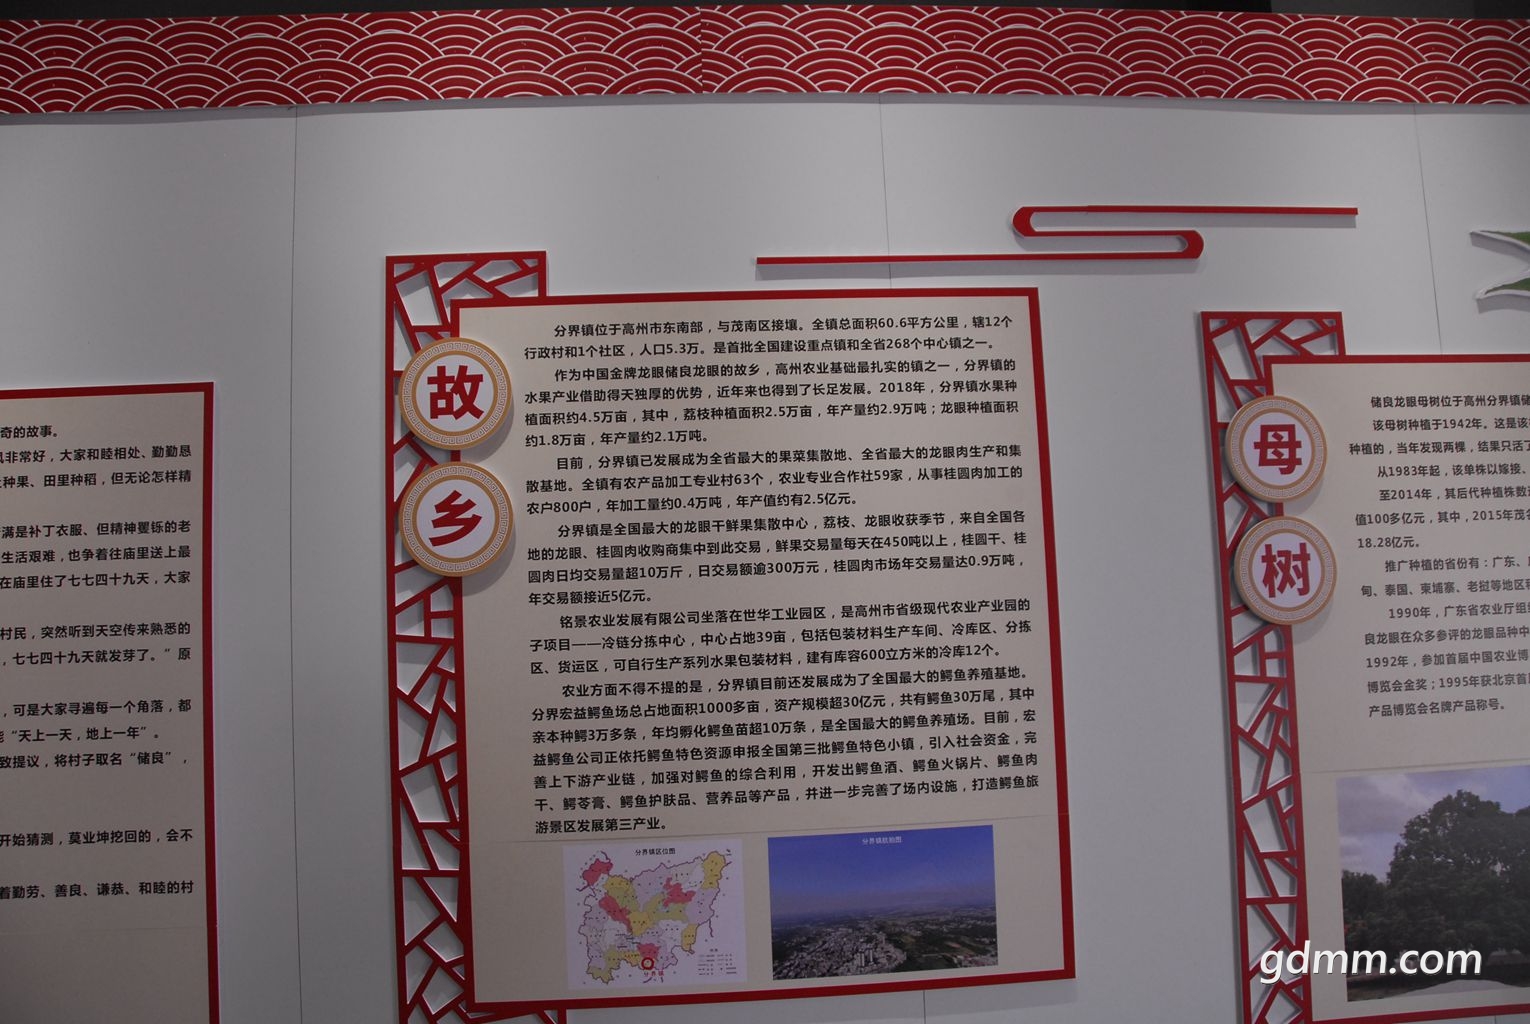 奇的故事。
风非常好，大家和睦相处、勤勤恳
种果、田里种稻，但无论怎样精
满是补丁衣服、但精神矍铄的老
生活艰难，也争着往庙里送上最
在庙里住了七七四十九天，大家
村民，突然听到天空传来熟悉的
，七七四十九天就发芽了。”原
，可是大家寻遍每一个角落，都
“天上一天，地上一年”。
致提议，将村子取名“储良”，
开始猜测，莫业坤挖回的，会不
着勤劳、善良、谦恭、和睦的村
故乡
分界镇位于高州市东南部，与茂南区接壤。全镇总面积60.6平方公里，辖12个
行政村和1个社区，人口5.3万。是首批全国建设重点镇和全省268个中心镇之一。
作为中国金牌龙眼储良龙眼的故乡，高州农业基础最扎实的镇之一，分界镇的
水果产业借助得天独厚的优势，近年来也得到了长足发展。2018年，分界镇水果种
植面积约4.5万亩，其中，荔枝种植面积2.5万亩，年产量约2.9万吨；龙眼种植面积
约1.8万亩，年产量约2.1万吨。
目前，分界镇已发展成为全省最大的果菜集散地、全省最大的龙眼肉生产和集
散基地。全镇有农产品加工专业村63个，农业专业合作社59家，从事桂圆肉加工的
农户800户，年加工量约0.4万吨，年产值约有2.5亿元。
分界镇是全国最大的龙眼干鲜果集散中心，荔枝、龙眼收获季节，来自全国各
地的龙眼、桂圆肉收购商集中到此交易，鲜果交易量每天在450吨以上，桂圆干、桂
圆肉日均交易量超10万斤，日交易额逾300万元，桂圆肉市场年交易量达0.9万吨，
年交易额接近5亿元。
铭景农业发展有限公司坐落在世华工业园区，是高州市省级现代农业产业园的
子项目——冷链分拣中心，中心占地39亩，包括包装材料生产车间、冷库区、分拣
区、货运区，可自行生产系列水果包装材料，建有库容600立方米的冷库12个。
农业方面不得不提的是，分界镇目前还发展成为了全国最大的鳄鱼养殖基地。
分界宏益鳄鱼场总占地面积1000多亩，资产规模超30亿元，共有鳄鱼30万尾，其中
亲本种鳄3万多条，年均孵化鳄鱼苗超10万条，是全国最大的鳄鱼养殖场。目前，宏
益鳄鱼公司正依托鳄鱼特色资源申报全国第三批鳄鱼特色小镇，引入社会资金，完
善上下游产业链，加强对鳄鱼的综合利用，开发出鳄鱼酒、鳄鱼火锅片、鳄鱼肉
干、鳄苓膏、鳄鱼护肤品、营养品等产品，并进一步完善了场内设施，打造鳄鱼旅
游景区发展第三产业。
分界镇区位图
分界镇
分界镇航拍图
母树
储良龙眼母树位于高州分界镇储
该母树种植于1942年。这是该
种植的，当年发现两棵，结果只活了
从1983年起，该单株以嫁接、
至2014年，其后代种植株数
值100多亿元，其中，2015年茂名
18.28亿元。
推广种植的省份有：广东、
甸、泰国、柬埔寨、老挝等地区
1990年，广东省农业厅组
良龙眼在众多参评的龙眼品种中
1992年，参加首届中国农业博
博览会金奖；1995年获北京首
产品博览会名牌产品称号。
gdmm.com